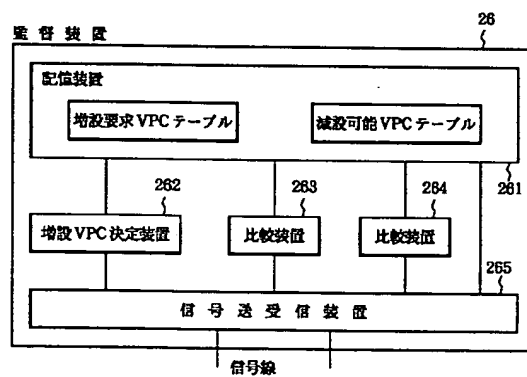 監督装置
26
記憶装置
増設要求VPCテーブル
減設可能VPCテーブル
261
262
263
264
増設VPC決定装置
比較装置
比較装置
265
信号送受信装置
信号線